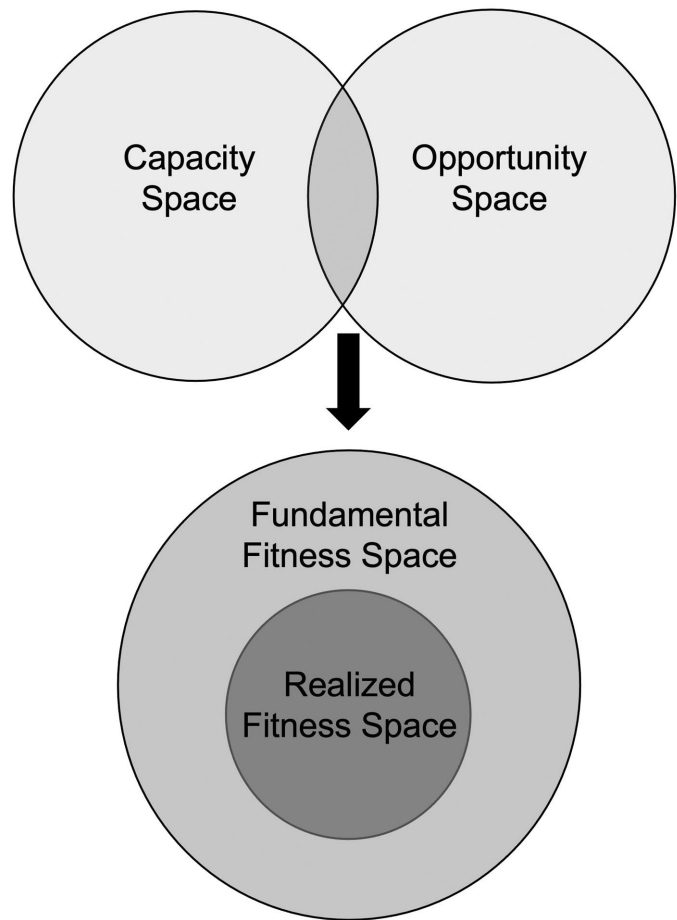 Capacity
Space
Opportunity
Space
Fundamental
Fitness Space
Realized
Fitness Space